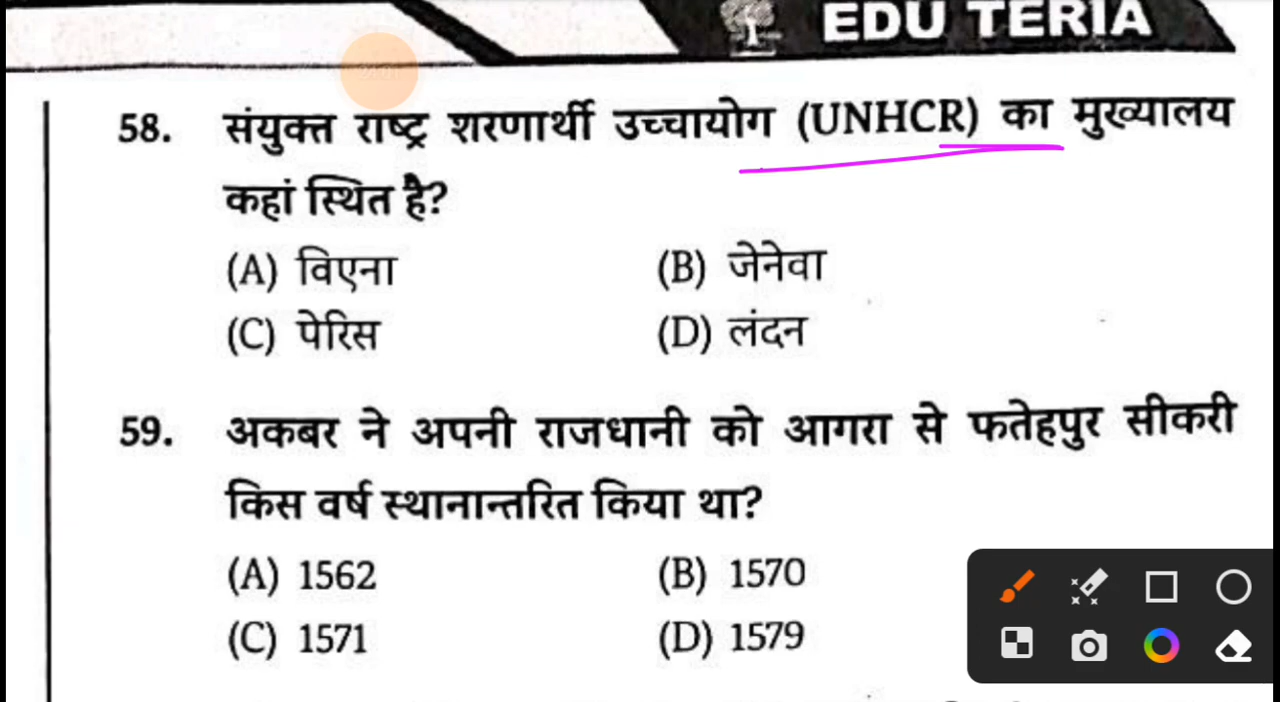 EDU TERIA
58. संयुक्त राष्ट्र शरणार्थी उच्चायोग (UNHCR) का मुख्यालय
कहां स्थित है?
(A) विएना (B) जेनेवा
(C) पेरिस (D) लंदन
59. अकबर ने अपनी राजधानी को आगरा से फतेहपुर सीकरी
किस वर्ष स्थानान्तरित किया था?
(A) 1562 (B) 1570
(C) 1571 (D) 1579